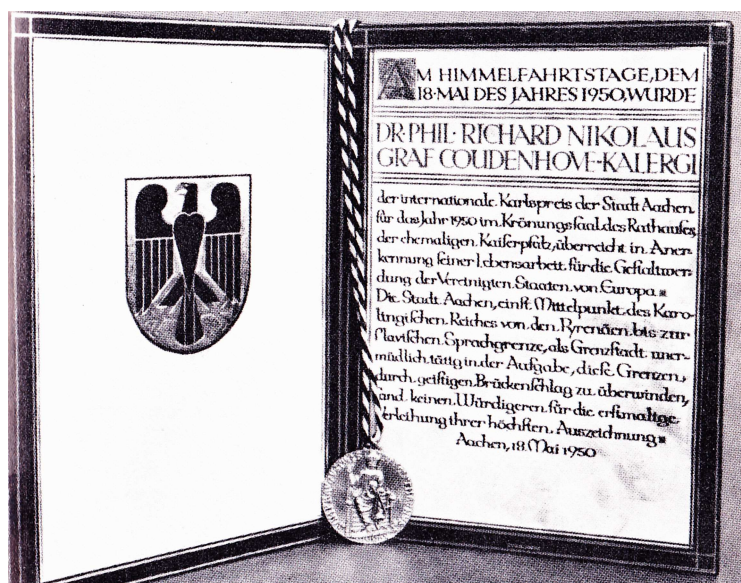 AM HIMMELFAHRTSTAGE, DEM
18·MAI DES JAHRES 1950, WURDE
DR·PHIL· RICHARD NIKOLAUS
GRAF COUDENHOVE-KALERGI
der internationale Karlspreis der Stadt Aachen
für das Jahr 1950 im Krönungsſaal des Rathauſes,
der ehemaligen Kaiſerpfalz, überreicht in Aner-
kennung ſeiner Lebensarbeit für die Geſtaltwer-
dung der Vereinigten Staaten von Europa
Die Stadt Aachen, einſt Mittelpunkt des Karo-
lingiſchen Reiches von den Pyrenäen bis zur
ſlaviſchen Sprachgrenze, als Grenzſtadt uner-
müdlich tätig in der Aufgabe, dieſe Grenzen
durch geiſtigen Brückenſchlag zu überwinden,
fand keinen Würdigeren für die erſtmalige
Verleihung ihrer höchſten Auszeichnung
Aachen, 18. Mai 1950